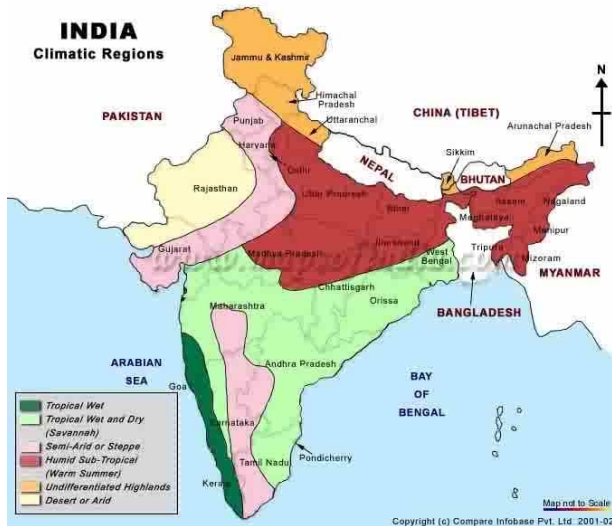 INDIA
Climatic Regions
N
Jammu & Kashmir
Himachal
Pradesh
PAKISTAN
CHINA (TIBET)
Uttaranchal
Punjab
Arunachal Pradesh
Haryana
Sikkim
Delhi
NEPAL
BHUTAN
Rajasthan
Uttar Pradesh
Assam
Nagaland
Bihar
Meghalaya
Manipur
Gujarat
Jharkhand
Madhya Pradesh
West
Bengal
Tripura
Mizoram
MYANMAR
Chhattisgarh
Orissa
BANGLADESH
Maharashtra
ARABIAN
SEA
Andhra Pradesh
BAY
OF
BENGAL
Goa
Karnataka
Pondicherry
Tamil Nadu
Kerala
Tropical Wet
Tropical Wet and Dry
(Savannah)
Semi-Arid or Steppe
Humid Sub-Tropical
(Warm Summer)
Undifferentiated Highlands
Desert or Arid
Map not to Scale
Copyright (c) Compare Infobase Pvt. Ltd. 2001-02